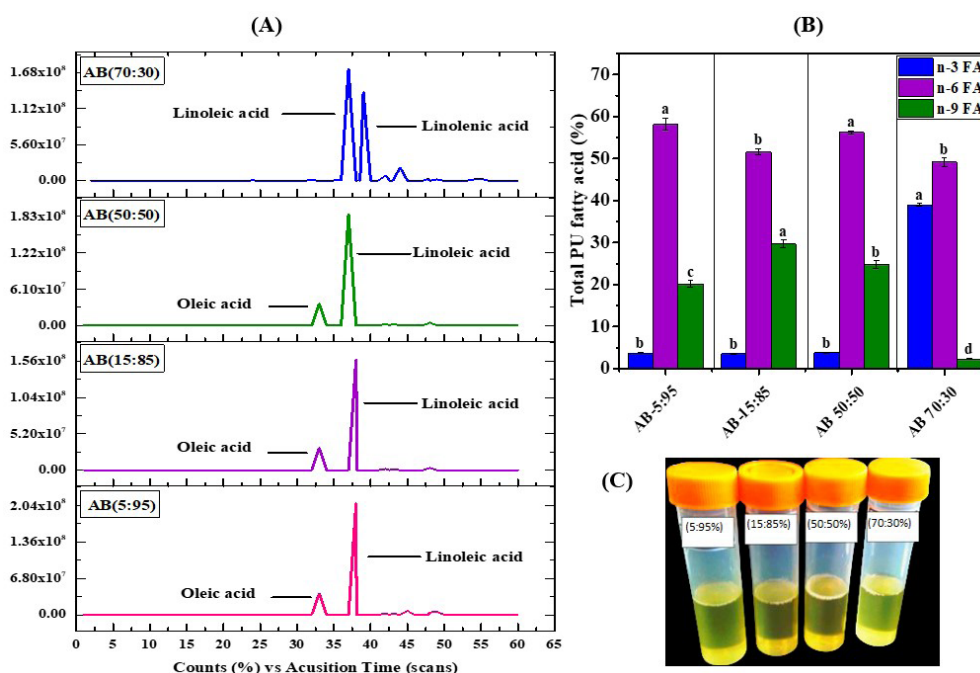 (A)
AB(70:30)
1.68x10⁸
1.12x10⁸
5.60x10⁷
0.00
Linoleic acid
Linolenic acid
AB(50:50)
1.83x10⁸
1.22x10⁸
6.10x10⁷
0.00
Linoleic acid
Oleic acid
AB(15:85)
1.56x10⁸
1.04x10⁸
5.20x10⁷
0.00
Linoleic acid
Oleic acid
AB(5:95)
2.04x10⁸
1.36x10⁸
6.80x10⁷
0.00
Linoleic acid
Oleic acid
0 5 10 15 20 25 30 35 40 45 50 55 60 65
Counts (%) vs Acusition Time (scans)
(B)
n-3 FA
n-6 FA
n-9 FA
Total PU fatty acid (%)
70
60
50
40
30
20
10
0
b a c
b b a
b a b
a b d
AB-5:95
AB-15:85
AB 50:50
AB 70:30
(C)
(5:95%)
(15:85%)
(50:50%)
(70:30%)